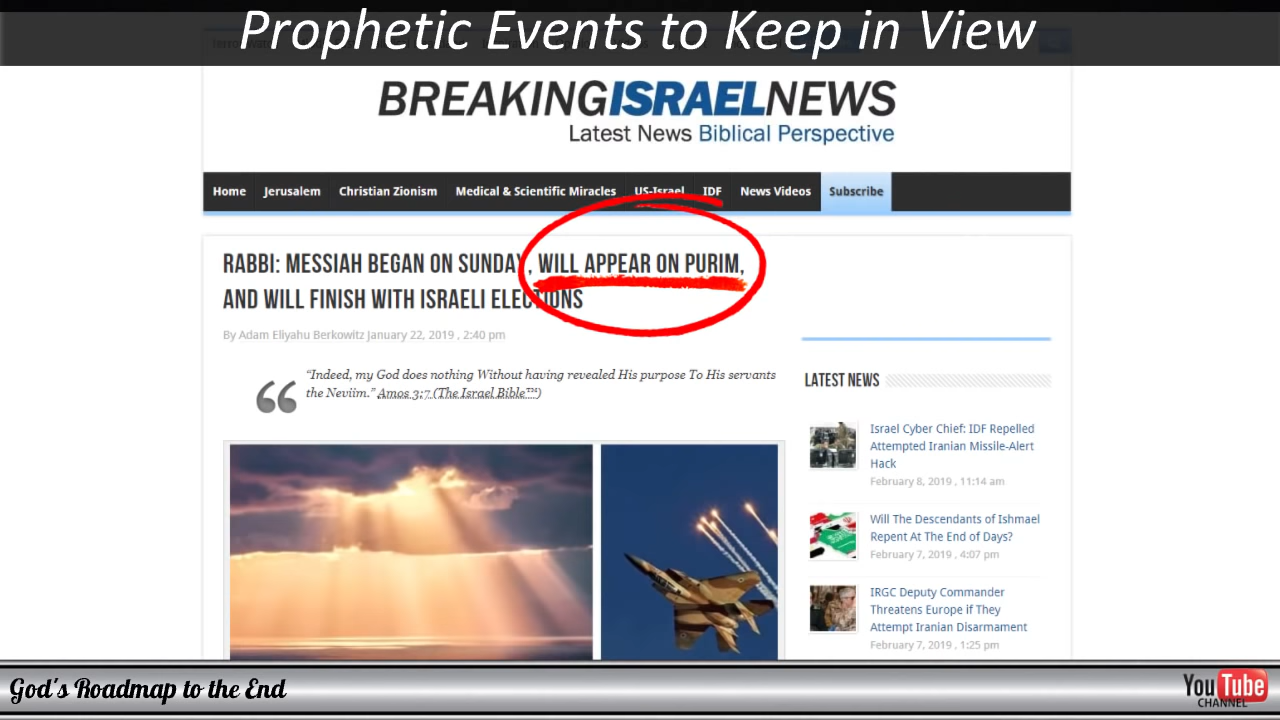 Prophetic Events to Keep in View
BREAKINGISRAELNEWS
Latest News Biblical Perspective
Home Jerusalem Christian Zionism Medical & Scientific Miracles US-Israel IDF News Videos Subscribe
RABBI: MESSIAH BEGAN ON SUNDAY, WILL APPEAR ON PURIM,
AND WILL FINISH WITH ISRAELI ELECTIONS
By Adam Eliyahu Berkowitz January 22, 2019 , 2:40 pm
“Indeed, my God does nothing Without having revealed His purpose To His servants
the Neviim.” Amos 3:7 (The Israel Bible™)
LATEST NEWS
Israel Cyber Chief: IDF Repelled
Attempted Iranian Missile-Alert
Hack
February 8, 2019 , 11:14 am
Will The Descendants of Ishmael
Repent At The End of Days?
February 7, 2019 , 4:07 pm
IRGC Deputy Commander
Threatens Europe if They
Attempt Iranian Disarmament
February 7, 2019 , 1:25 pm
God's Roadmap to the End
YouTube
CHANNEL